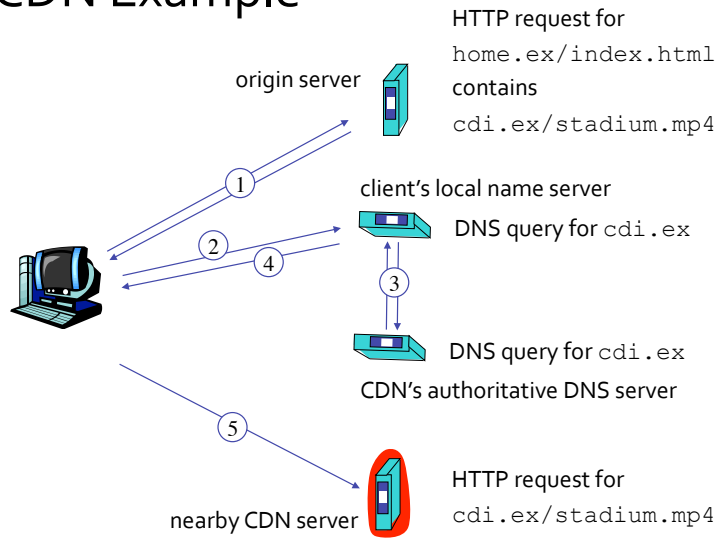 CDN Example
HTTP request for
home.ex/index.html
contains
cdi.ex/stadium.mp4
origin server
1
client's local name server
DNS query for cdi.ex
2
4
3
DNS query for cdi.ex
CDN's authoritative DNS server
5
HTTP request for
cdi.ex/stadium.mp4
nearby CDN server